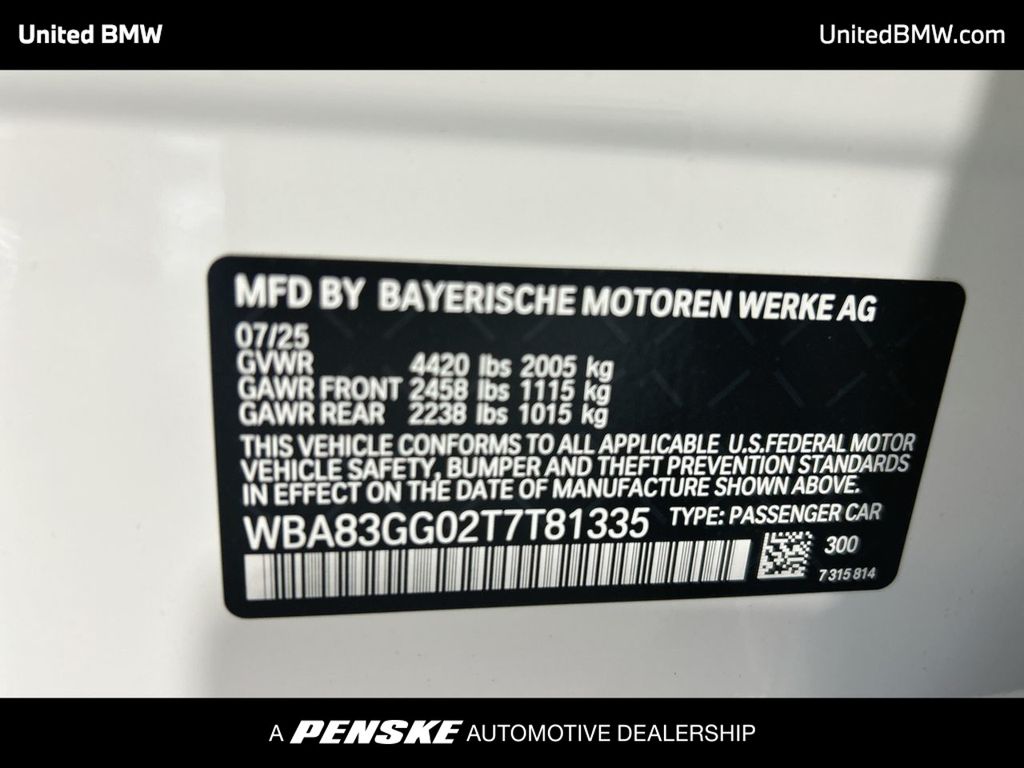 United BMW
UnitedBMW.com
MFD BY BAYERISCHE MOTOREN WERKE AG
07/25
GVWR 4420 lbs 2005 kg
GAWR FRONT 2458 lbs 1115 kg
GAWR REAR 2238 lbs 1015 kg
THIS VEHICLE CONFORMS TO ALL APPLICABLE U.S.FEDERAL MOTOR
VEHICLE SAFETY, BUMPER AND THEFT PREVENTION STANDARDS
IN EFFECT ON THE DATE OF MANUFACTURE SHOWN ABOVE.
WBA83GG02T7T81335 TYPE: PASSENGER CAR
300
7 315 814
A PENSKE AUTOMOTIVE DEALERSHIP